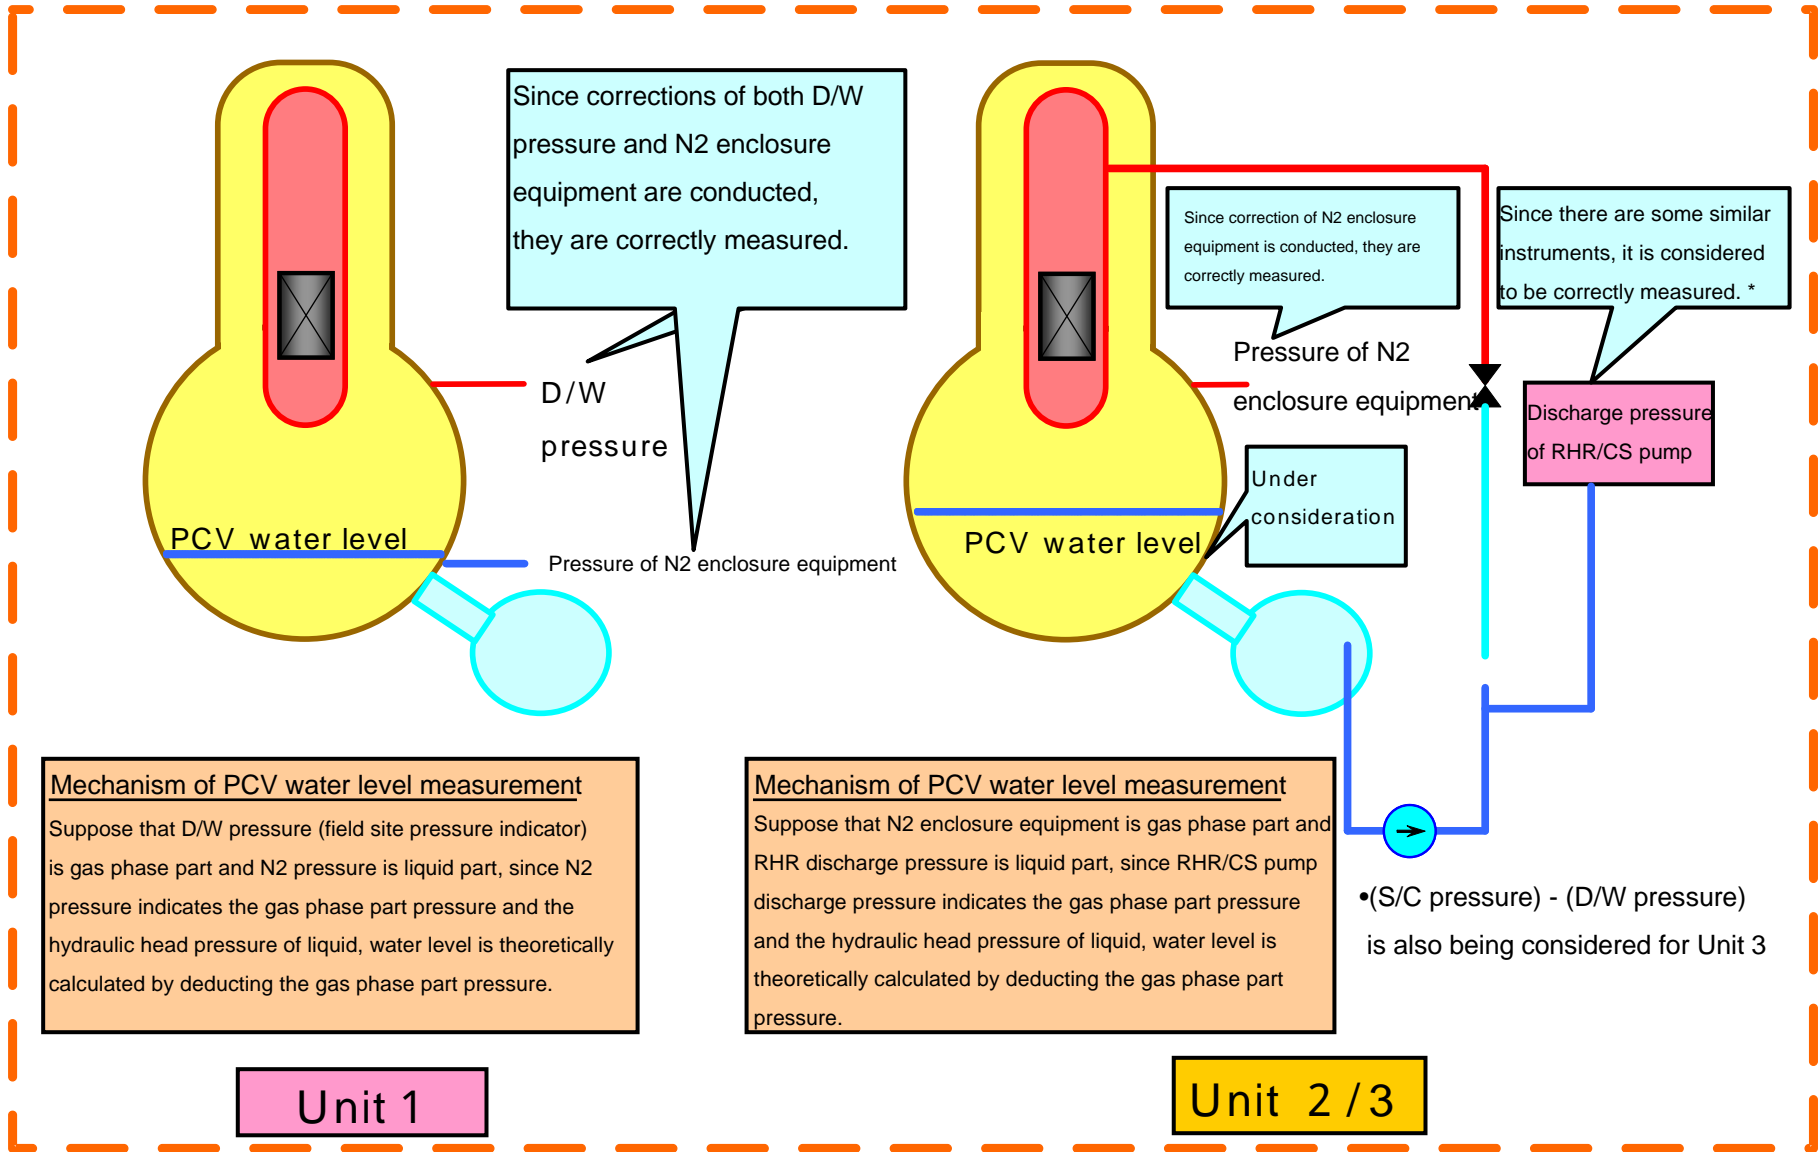 Since corrections of both D/W
pressure and N2 enclosure
equipment are conducted,
they are correctly measured.
D/W
pressure
PCV water level
Pressure of N2 enclosure equipment
Mechanism of PCV water level measurement
Suppose that D/W pressure (field site pressure indicator)
is gas phase part and N2 pressure is liquid part, since N2
pressure indicates the gas phase part pressure and the
hydraulic head pressure of liquid, water level is theoretically
calculated by deducting the gas phase part pressure.
Unit 1
Since correction of N2 enclosure
equipment is conducted, they are
correctly measured.
Since there are some similar
instruments, it is considered
to be correctly measured. *
Pressure of N2
enclosure equipment
Discharge pressure
of RHR/CS pump
Under
consideration
PCV water level
Mechanism of PCV water level measurement
Suppose that N2 enclosure equipment is gas phase part and
RHR discharge pressure is liquid part, since RHR/CS pump
discharge pressure indicates the gas phase part pressure
and the hydraulic head pressure of liquid, water level is
theoretically calculated by deducting the gas phase part
pressure.
•(S/C pressure) - (D/W pressure)
is also being considered for Unit 3
Unit 2 / 3